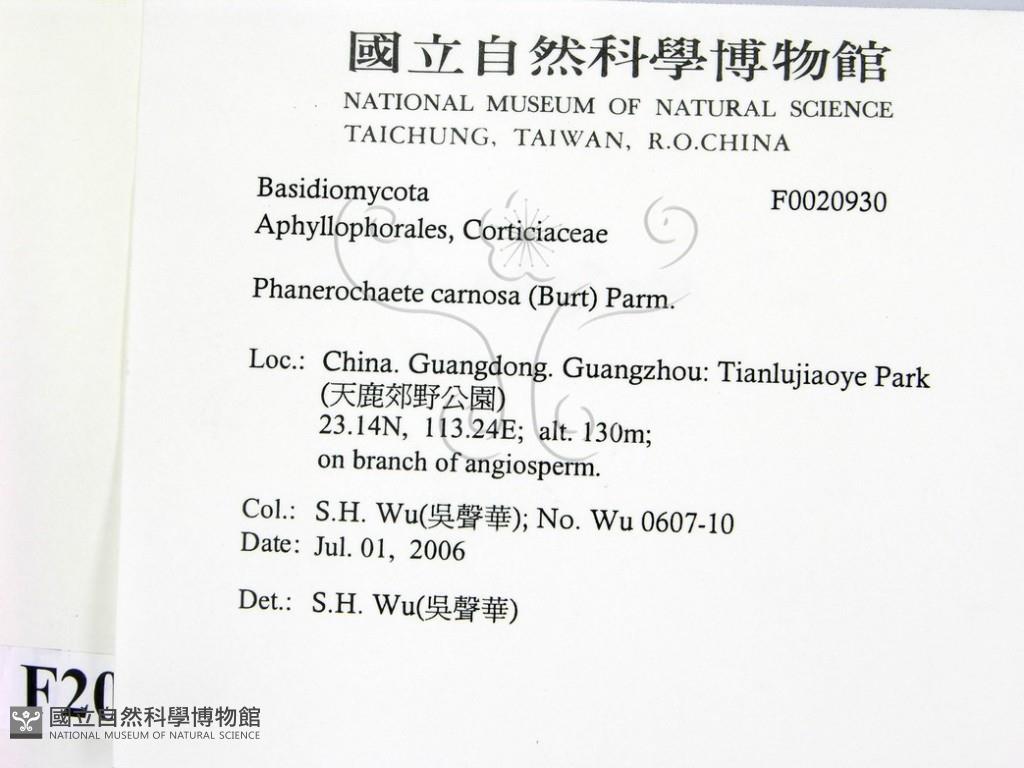 國立自然科學博物館
NATIONAL MUSEUM OF NATURAL SCIENCE
TAICHUNG, TAIWAN, R.O.CHINA
Basidiomycota F0020930
Aphyllophorales, Corticiaceae
Phanerochaete carnosa (Burt) Parm.
Loc.: China. Guangdong. Guangzhou: Tianlujiaoye Park
(天鹿郊野公園)
23.14N, 113.24E; alt. 130m;
on branch of angiosperm.
Col.: S.H. Wu(吳聲華); No. Wu 0607-10
Date: Jul. 01, 2006
Det.: S.H. Wu(吳聲華)
F20
國立自然科學博物館
NATIONAL MUSEUM OF NATURAL SCIENCE